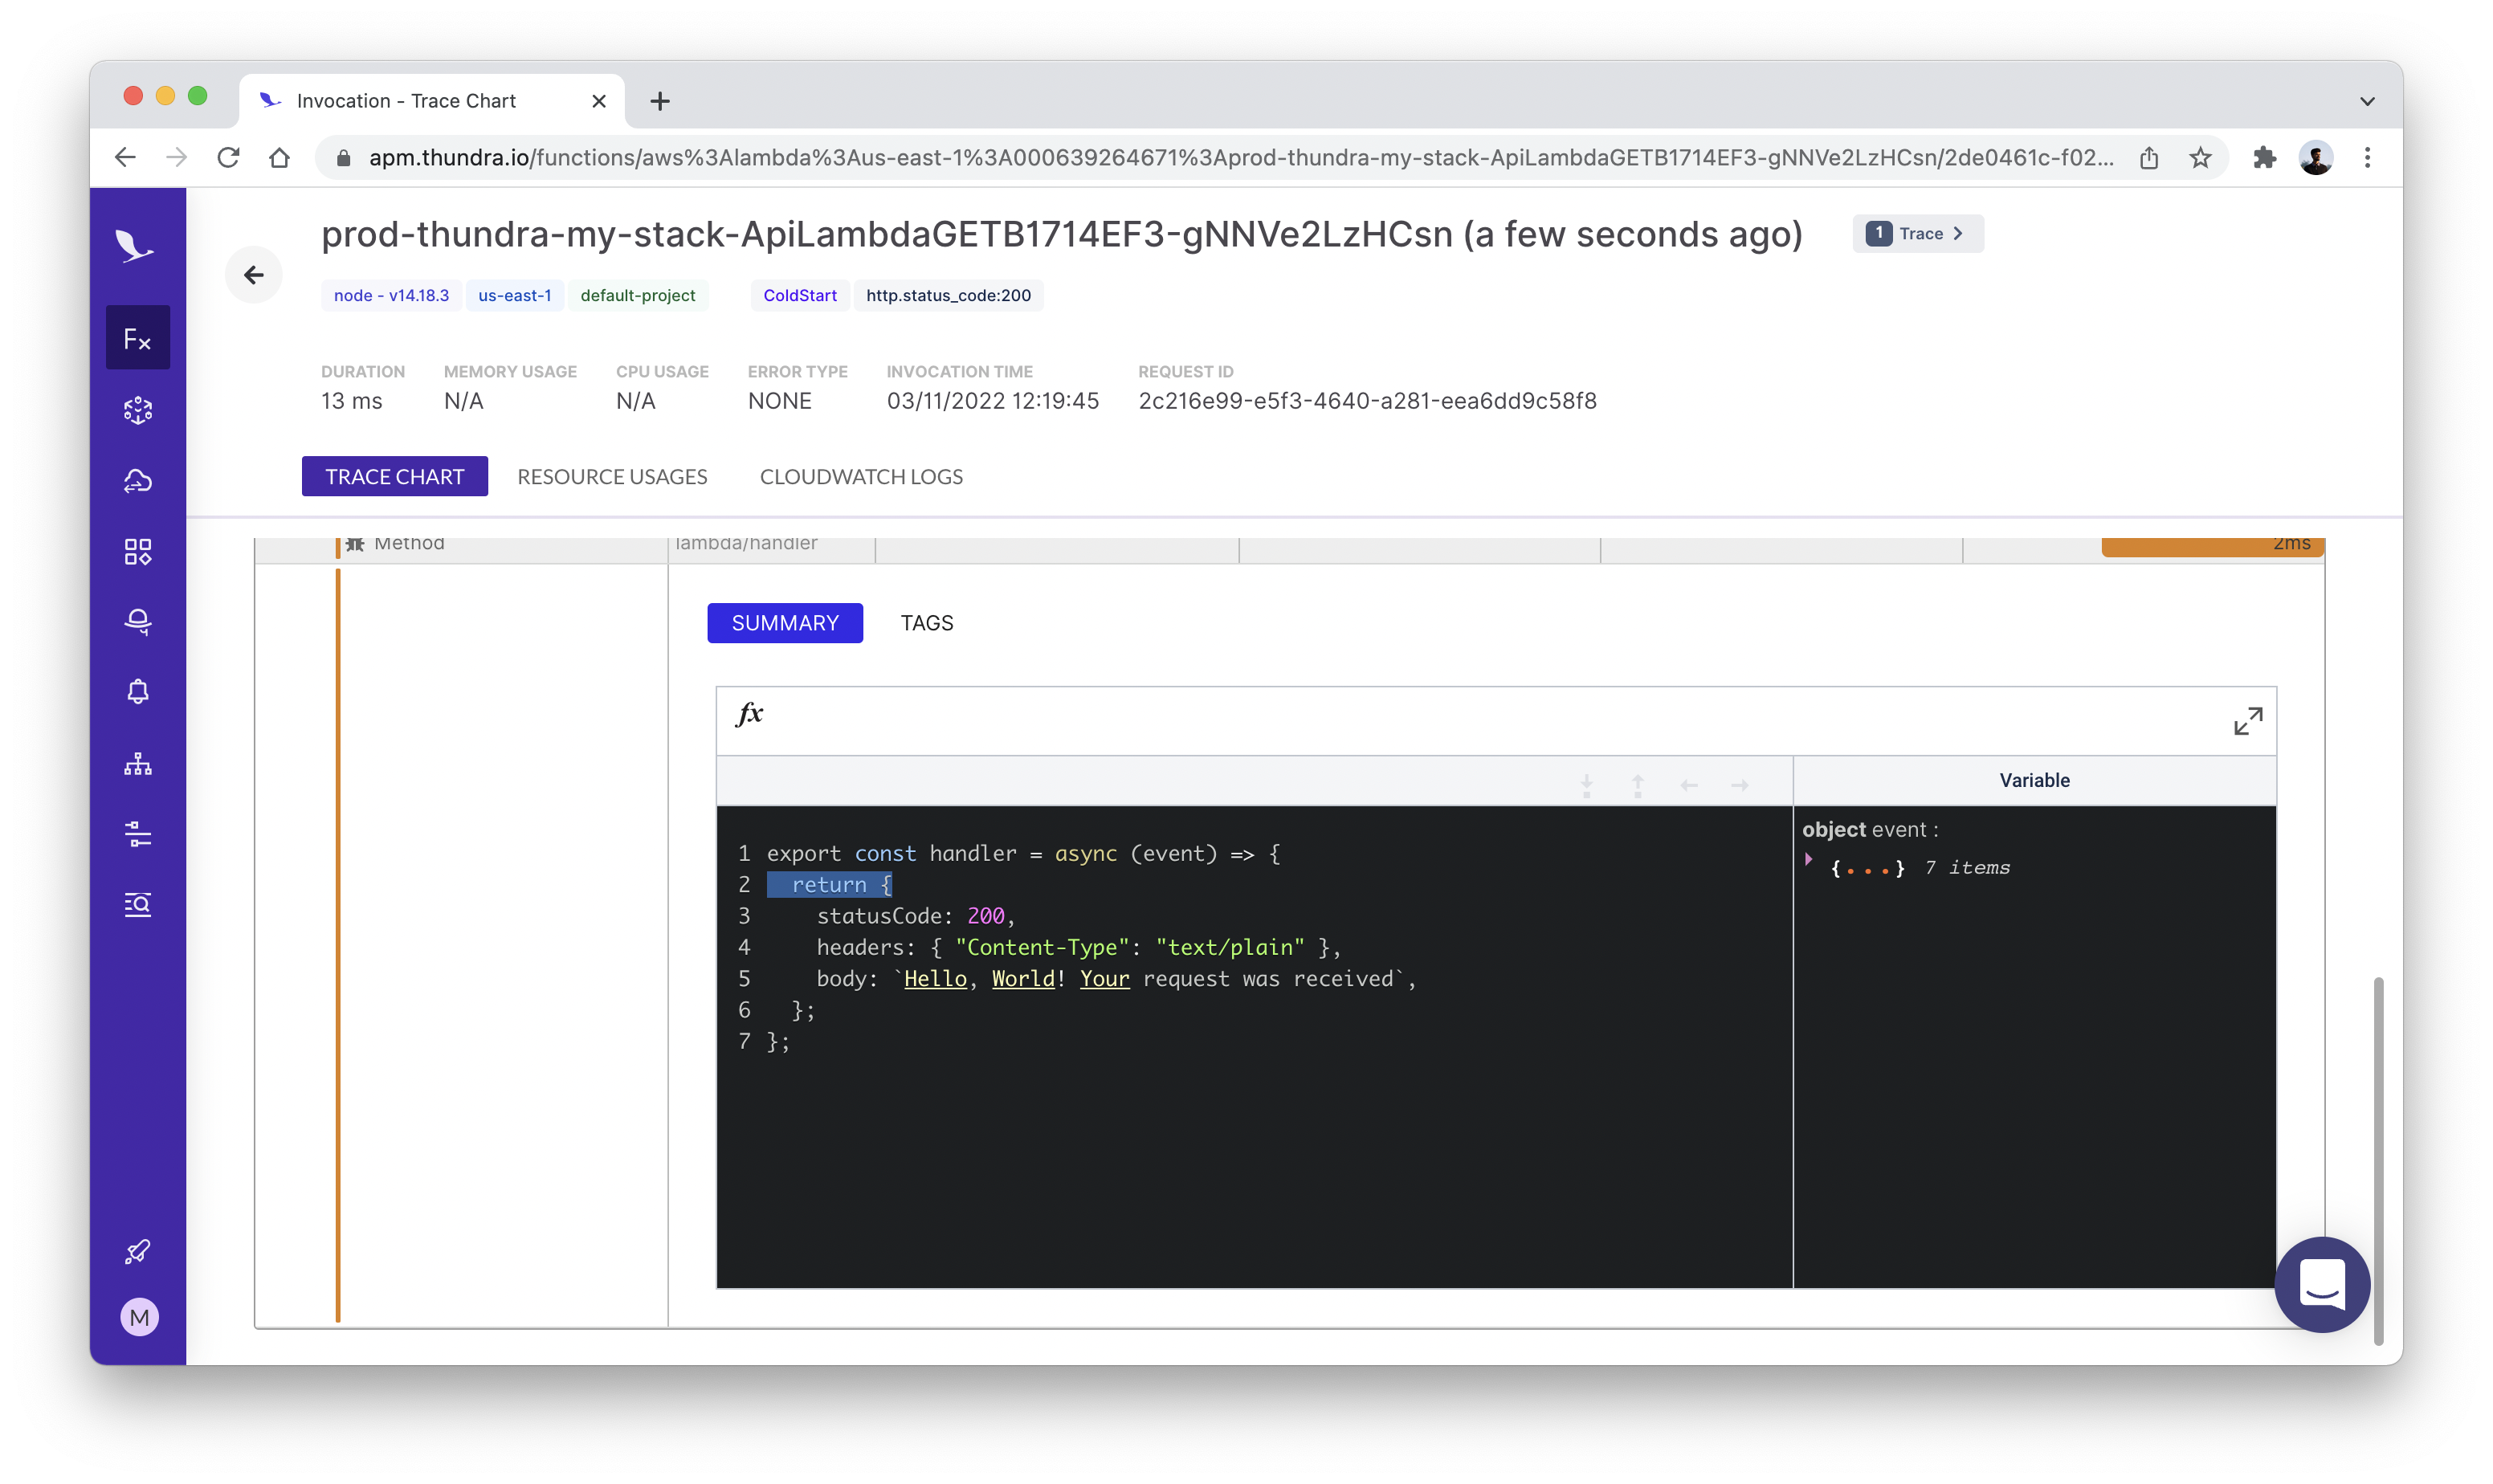 Invocation - Trace Chart
apm.thundra.io/functions/aws%3Alambda%3Aus-east-1%3A000639264671%3Aprod-thundra-my-stack-ApiLambdaGETB1714EF3-gNNVe2LzHCsn/2de0461c-f02...
prod-thundra-my-stack-ApiLambdaGETB1714EF3-gNNVe2LzHCsn (a few seconds ago) 1 Trace
node - v14.18.3 us-east-1 default-project ColdStart http.status_code:200
Fx
DURATION MEMORY USAGE CPU USAGE ERROR TYPE INVOCATION TIME REQUEST ID
13 ms N/A N/A NONE 03/11/2022 12:19:45 2c216e99-e5f3-4640-a281-eea6dd9c58f8
TRACE CHART RESOURCE USAGES CLOUDWATCH LOGS
Method lambda/handler 2ms
SUMMARY TAGS
fx
Variable
1 export const handler = async (event) => {
2 return {
3 statusCode: 200,
4 headers: { "Content-Type": "text/plain" },
5 body: `Hello, World! Your request was received`,
6 };
7 };
object event :
{...} 7 items
M